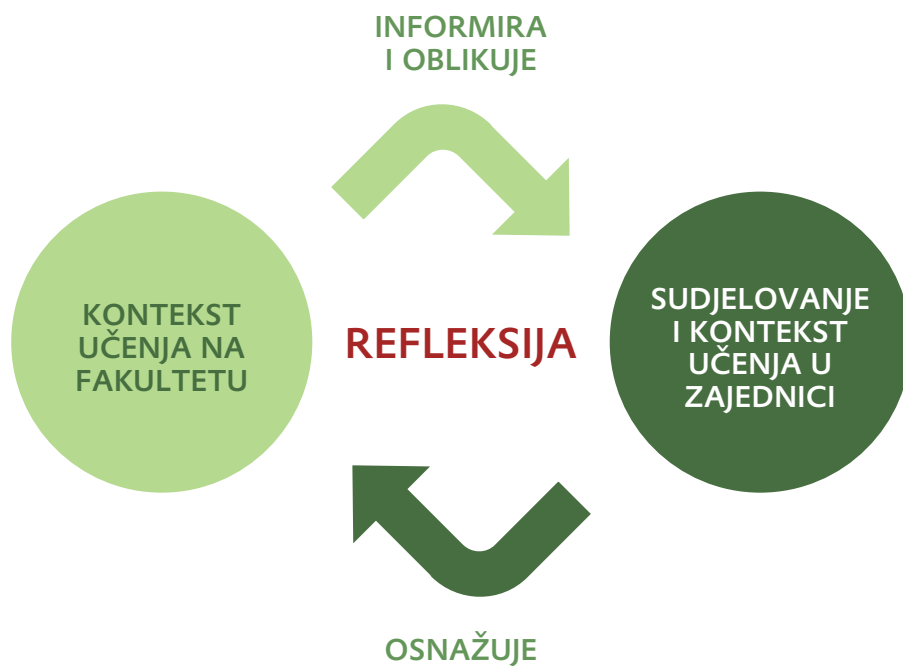 INFORMIRA
I OBLIKUJE
KONTEKST
UČENJA NA
FAKULTETU
REFLEKSIJA
SUDJELOVANJE
I KONTEKST
UČENJA U
ZAJEDNICI
OSNAŽUJE